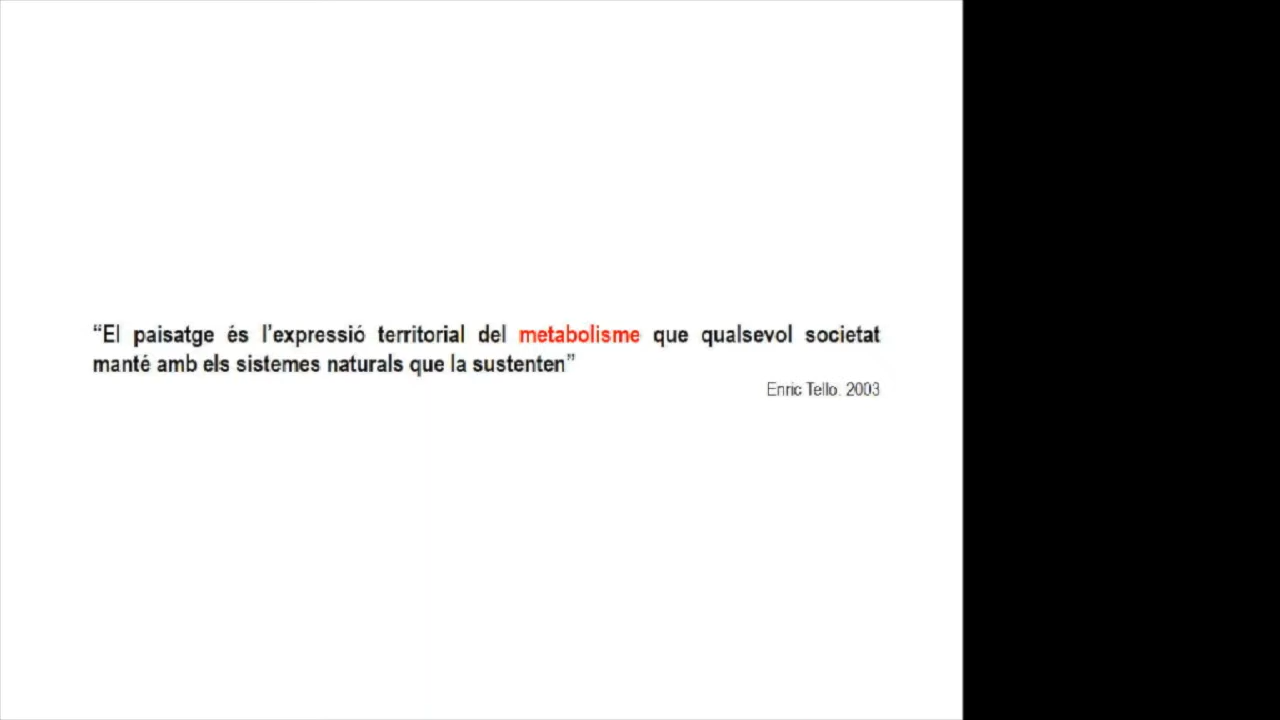 “El paisatge és l’expressió territorial del metabolisme que qualsevol societat
manté amb els sistemes naturals que la sustenten”
Enric Tello. 2003